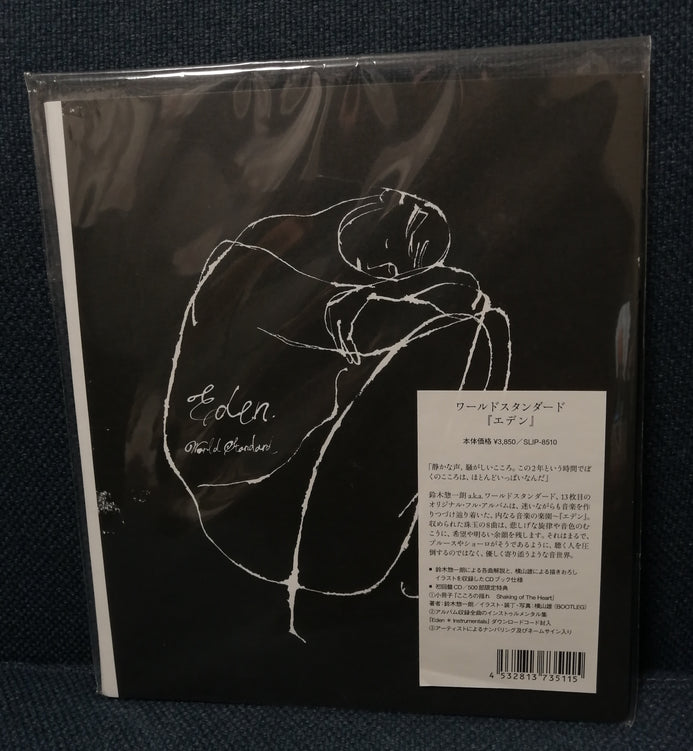 Eden.
World Standard.
ワールドスタンダード
『エデン』
本体価格 ¥3,850／SLIP-8510
「静かな声、騒がしいこころ。この2年という時間でぼ
くのこころは、ほとんどいっぱいなんだ」
鈴木惣一朗 a.k.a. ワールドスタンダード、13枚目の
オリジナル・フル・アルバムは、迷いながらも音楽を作
りつづけ辿り着いた、内なる音楽の楽園〜『エデン』。
収められた珠玉の8曲は、悲しげな旋律や音色のむ
こうに、希望や明るい余韻を残します。それはまるで、
ブルースやショーロがそうであるように、聴く人を圧
倒するのではなく、優しく寄り添うような音世界。
● 鈴木惣一朗による各曲解説と、横山雄による描きおろし
イラストを収録したCDブック仕様
● 初回盤CD／500部限定特典
①小冊子『こころの揺れ Shaking of The Heart』
著者：鈴木惣一朗／イラスト・装丁・写真：横山雄（BOOTLEG）
②アルバム収録全曲のインストゥルメンタル集
『Eden * Instrumentals』ダウンロードコード封入
③アーティストによるナンバリング及びネームサイン入り
4 532813 735115